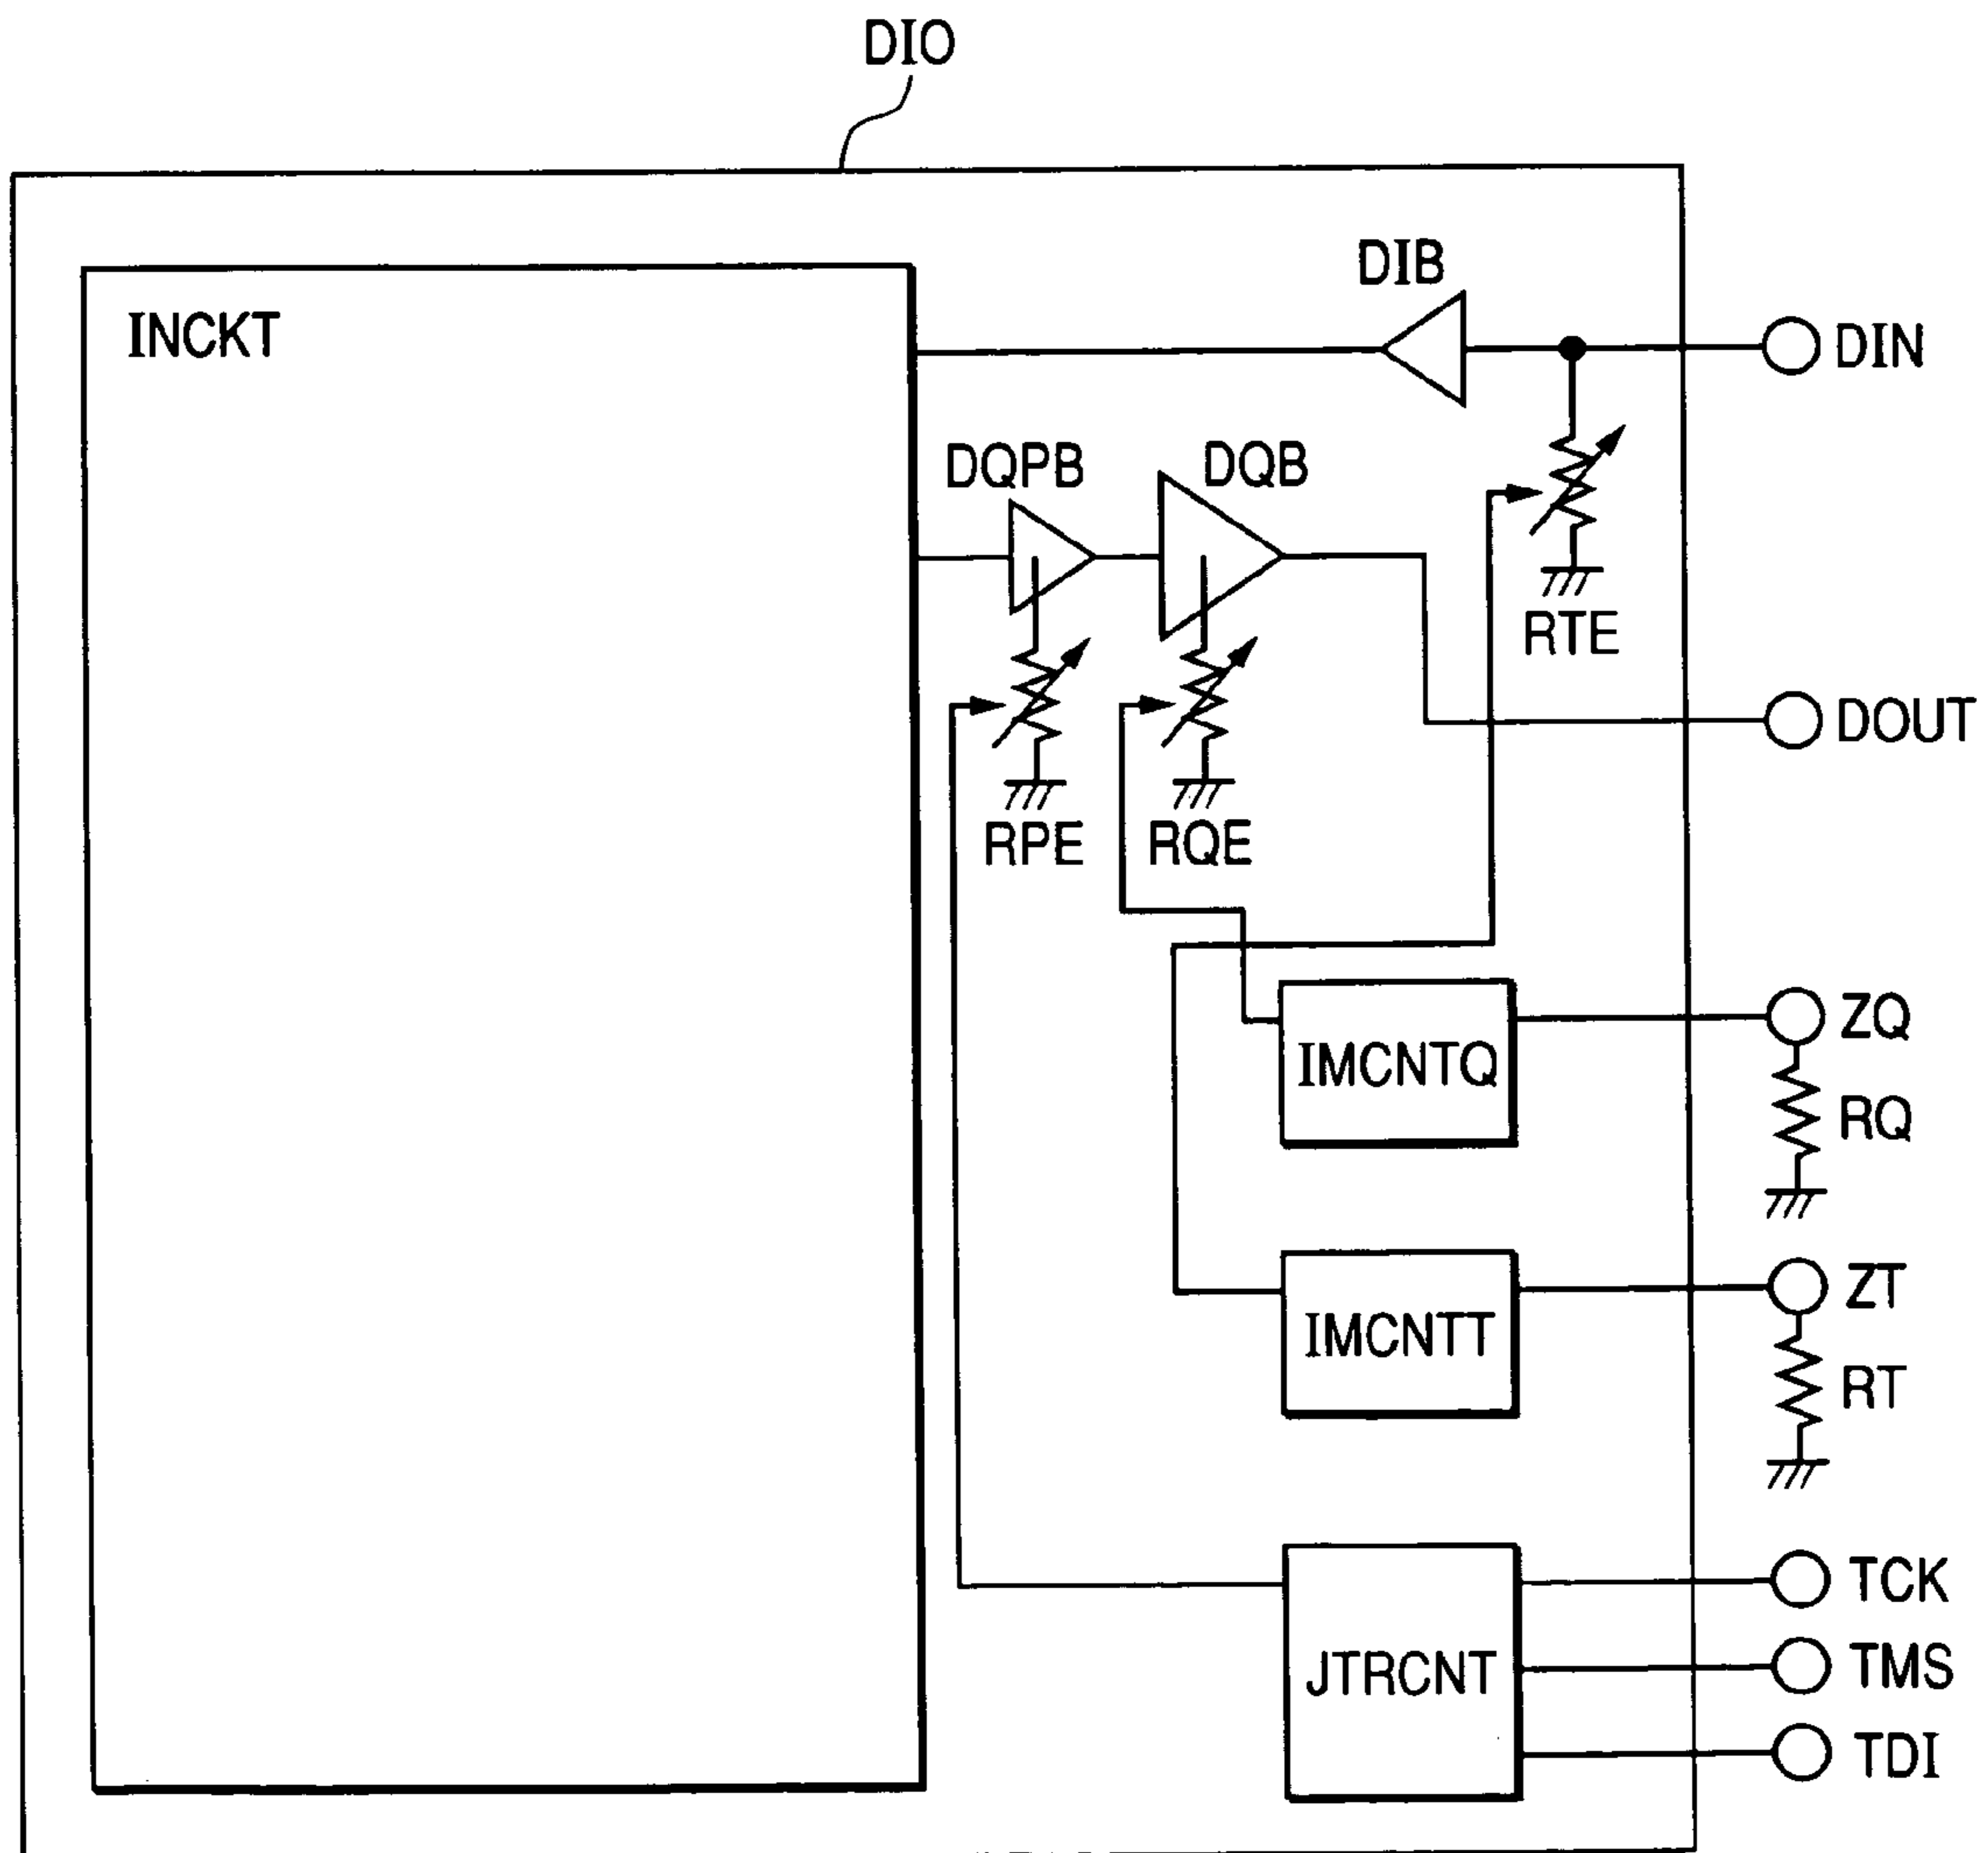 DIO
INCKT
DIB
DIN
DQPB
DQB
RTE
DOUT
RPE
RQE
ZQ
IMCNTQ
RQ
ZT
IMCNTT
RT
TCK
JTRCNT
TMS
TDI